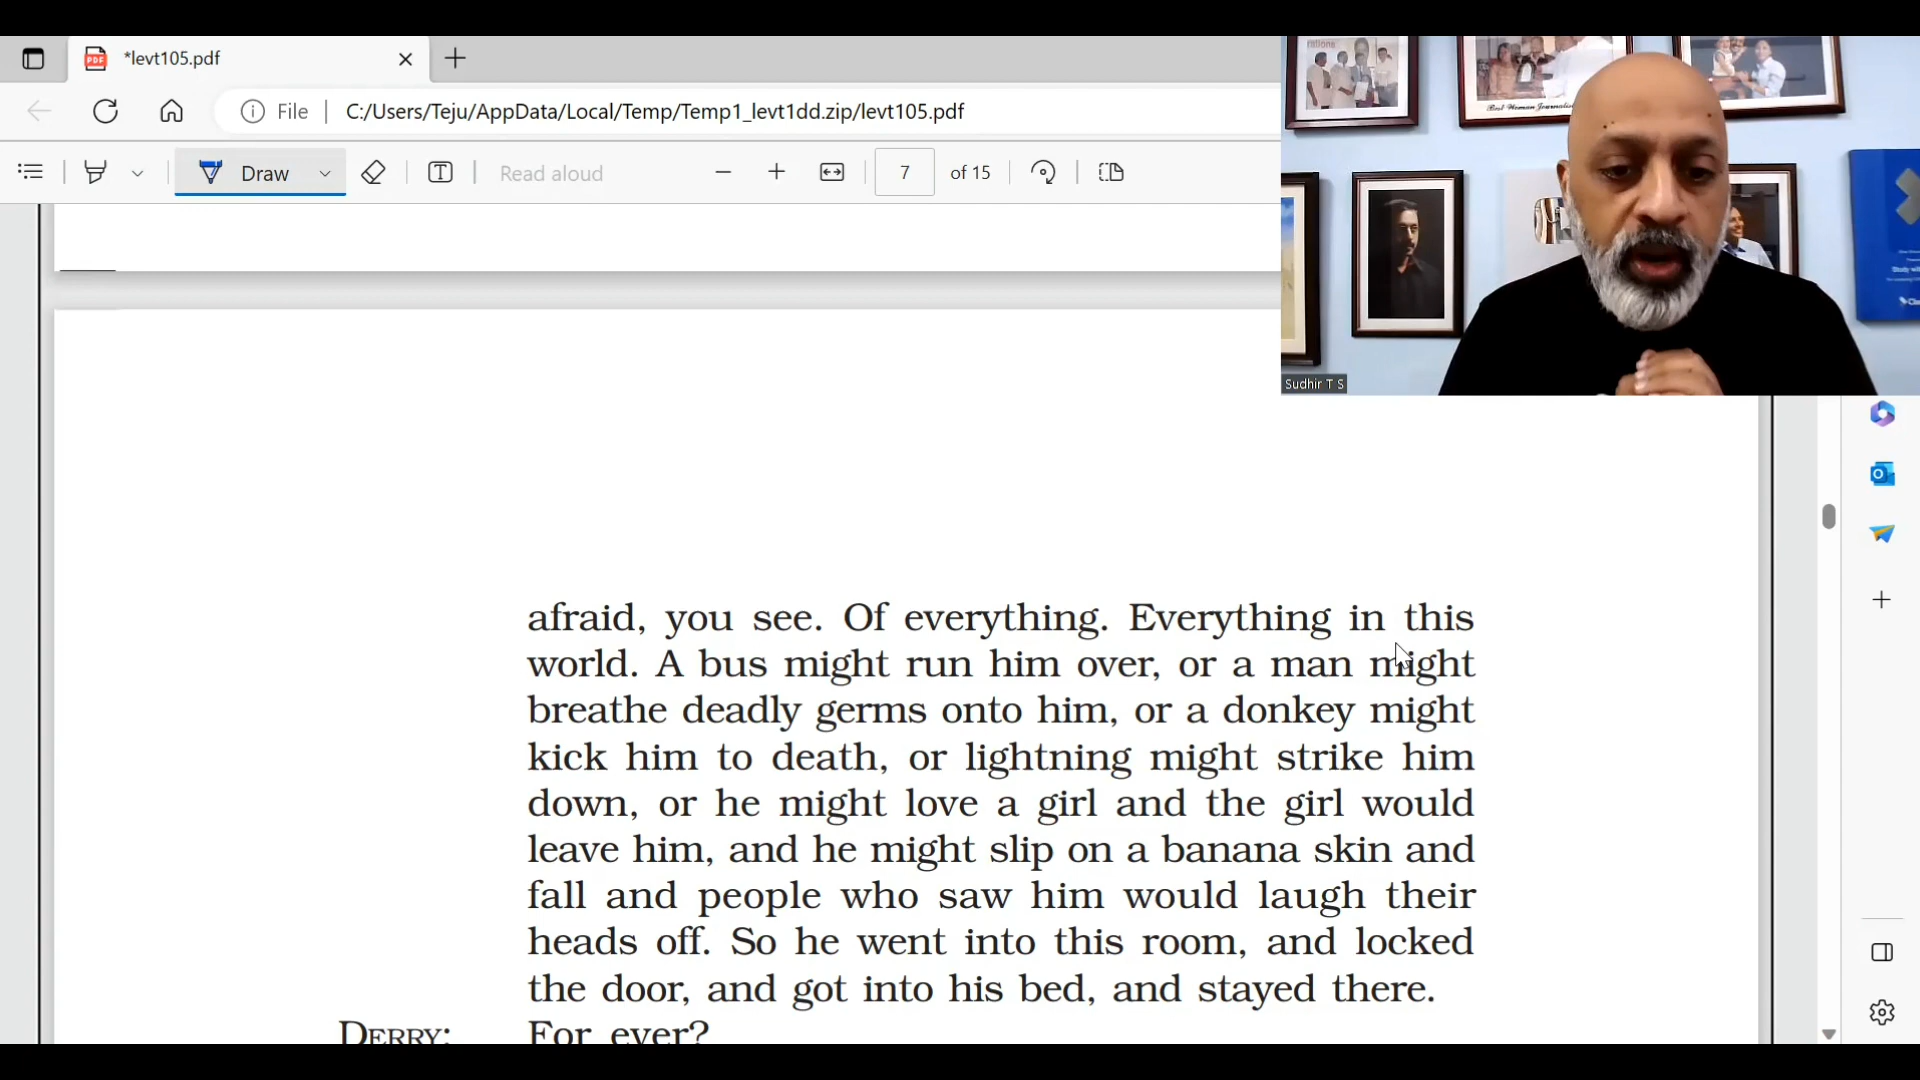 *levt105.pdf
File
C:/Users/Teju/AppData/Local/Temp/Temp1_levt1dd.zip/levt105.pdf
Draw
Read aloud
7
of 15
Sudhir T S
afraid, you see. Of everything. Everything in this
world. A bus might run him over, or a man might
breathe deadly germs onto him, or a donkey might
kick him to death, or lightning might strike him
down, or he might love a girl and the girl would
leave him, and he might slip on a banana skin and
fall and people who saw him would laugh their
heads off. So he went into this room, and locked
the door, and got into his bed, and stayed there.
DERRY: For ever?